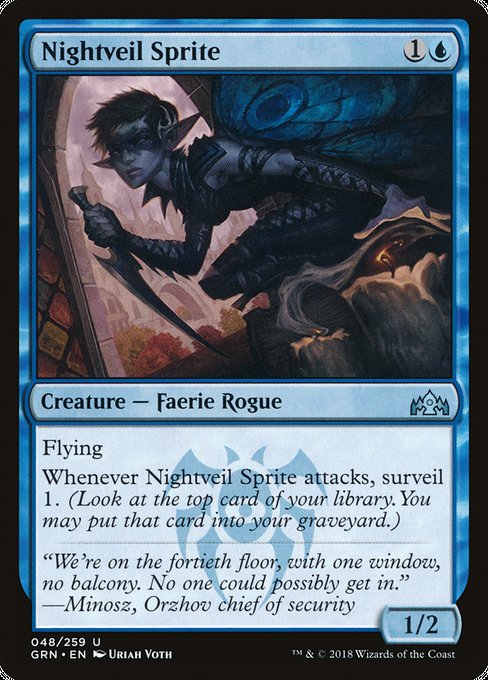 Nightveil Sprite 1
Creature — Faerie Rogue
Flying
Whenever Nightveil Sprite attacks, surveil
1. (Look at the top card of your library. You
may put that card into your graveyard.)
“We’re on the fortieth floor, with one window,
no balcony. No one could possibly get in.”
—Minosz, Orzhov chief of security
1/2
048/259 U
GRN • EN Uriah Voth
™ & © 2018 Wizards of the Coast